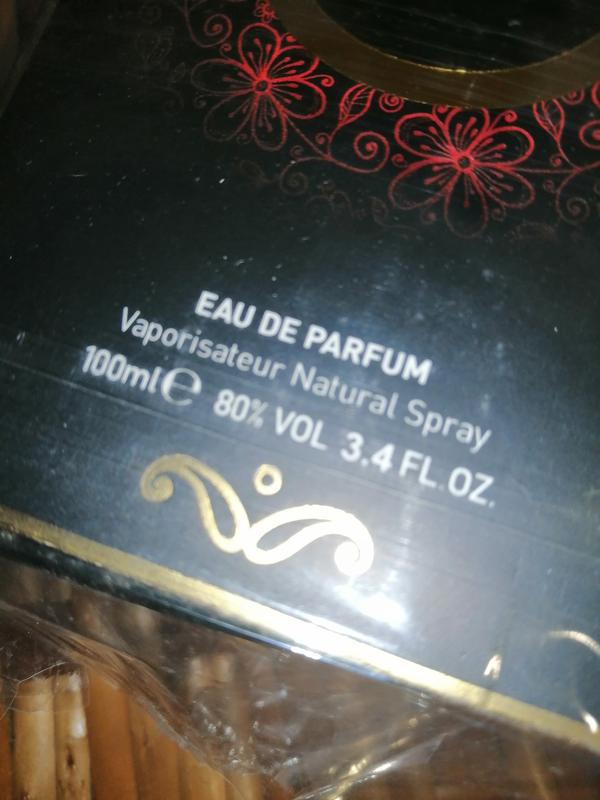 EAU DE PARFUM
Vaporisateur Natural Spray
100ml ℮ 80% VOL 3.4 FL.OZ.